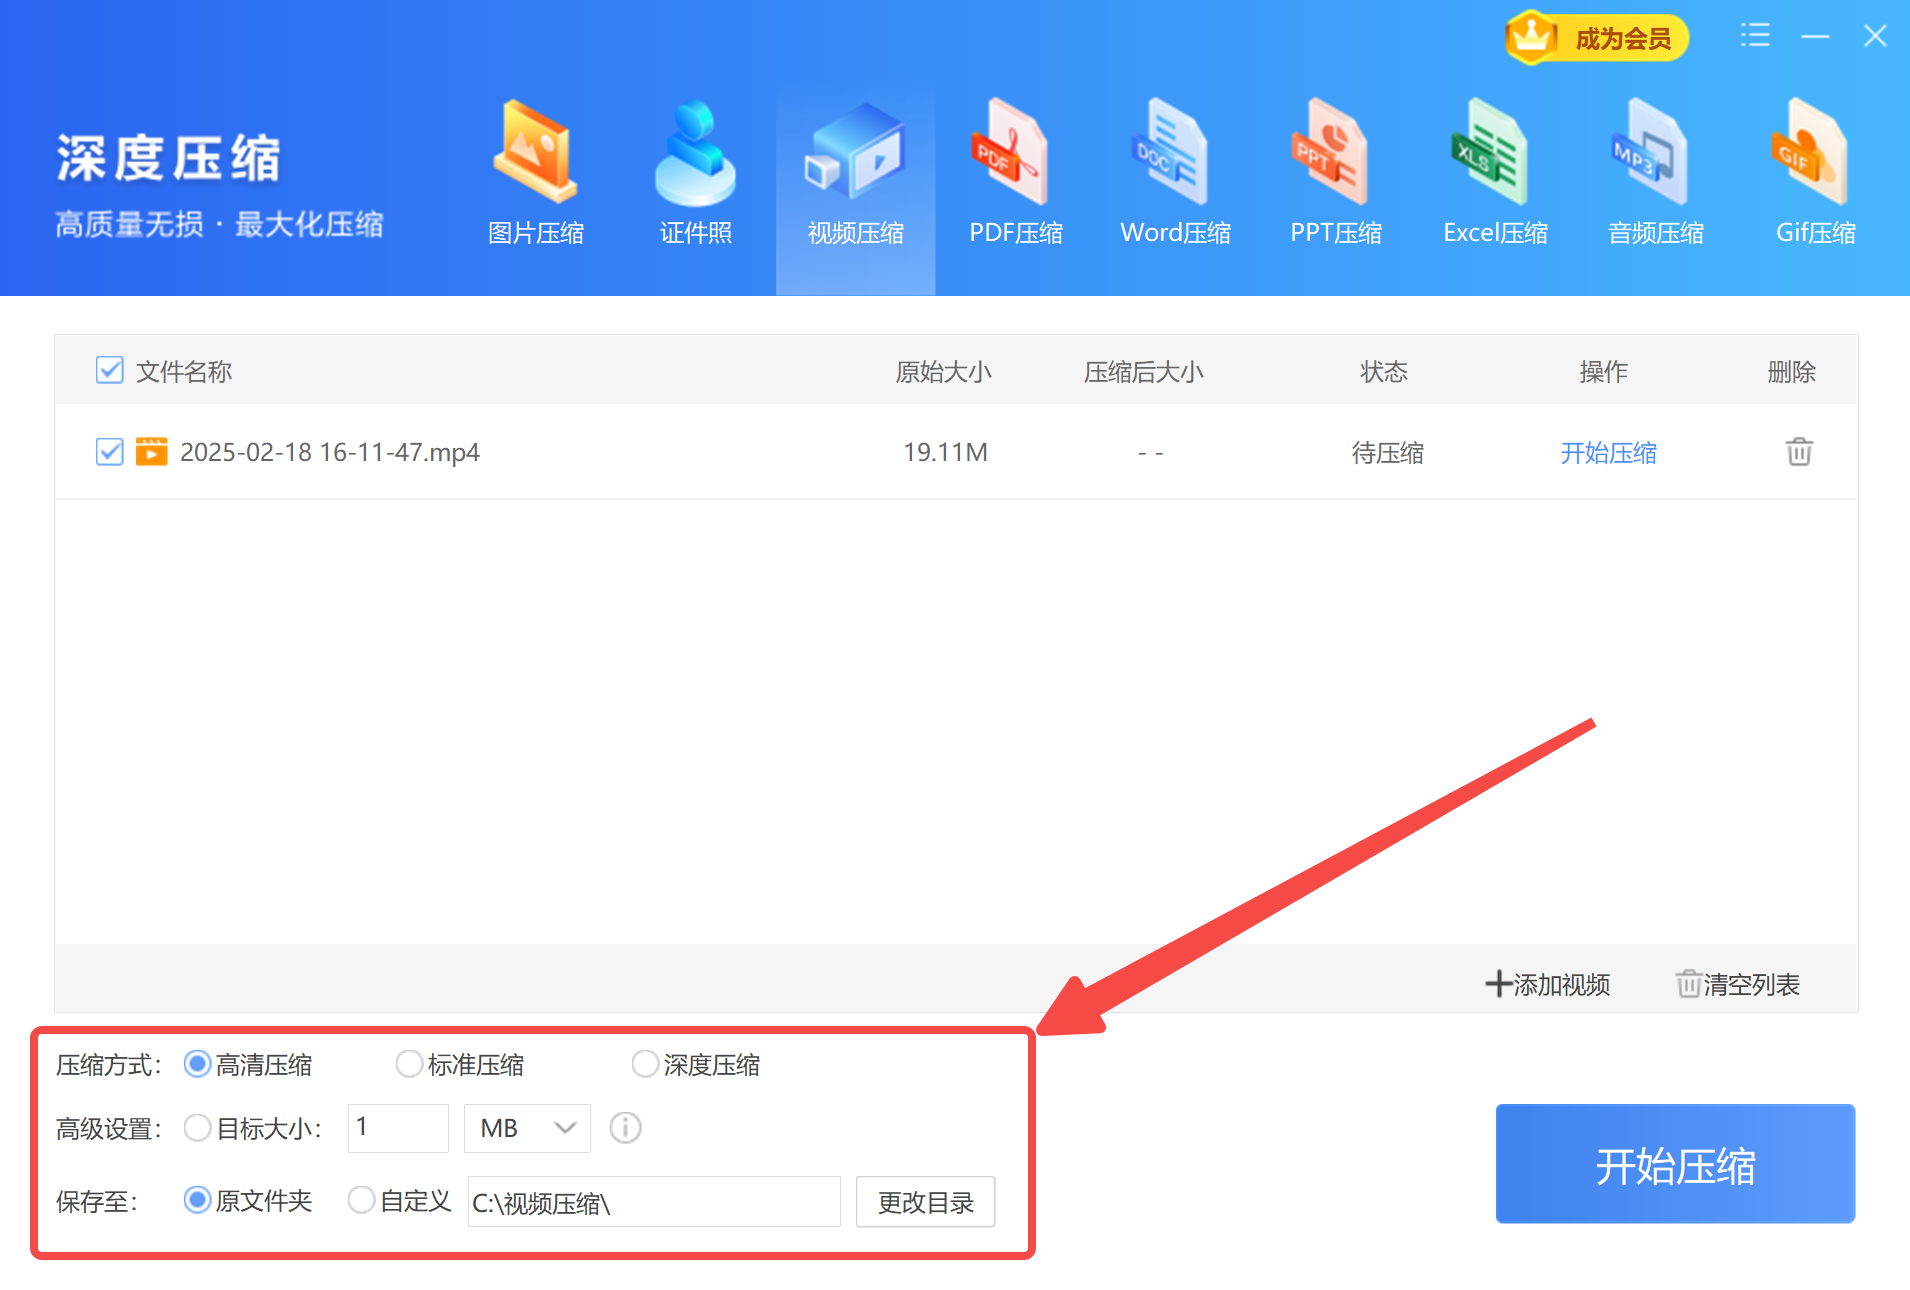 成为会员
深度压缩
高质量无损 · 最大化压缩
PDF
DOC
PPT
XLS
MP3
GIF
图片压缩 证件照 视频压缩 PDF压缩 Word压缩 PPT压缩 Excel压缩 音频压缩 Gif压缩
文件名称 原始大小 压缩后大小 状态 操作 删除
2025-02-18 16-11-47.mp4 19.11M - - 待压缩 开始压缩
添加视频 清空列表
压缩方式： 高清压缩 标准压缩 深度压缩
高级设置： 目标大小： 1 MB
保存至： 原文件夹 自定义 C:\视频压缩\ 更改目录
开始压缩